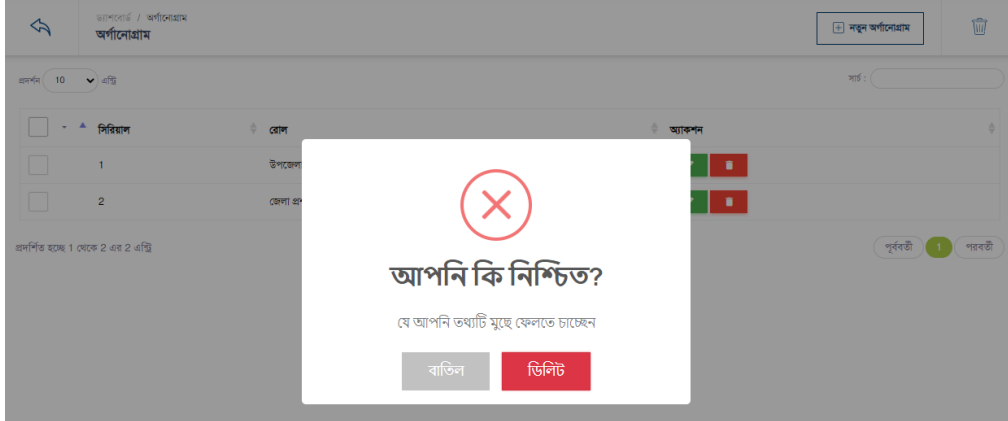 ড্যাশবোর্ড / অর্গানোগ্রাম
অর্গানোগ্রাম
নতুন অর্গানোগ্রাম
প্রদর্শন 10 এন্ট্রি
সার্চ :
সিরিয়াল রোল অ্যাকশন
1
2 জেলা
আপনি কি নিশ্চিত?
যে আপনি তথ্যটি মুছে ফেলতে চাচ্ছেন
বাতিল ডিলিট
প্রদর্শিত হচ্ছে 1 থেকে 2 এর 2 এন্ট্রি
পূর্ববর্তী 1 পরবর্তী